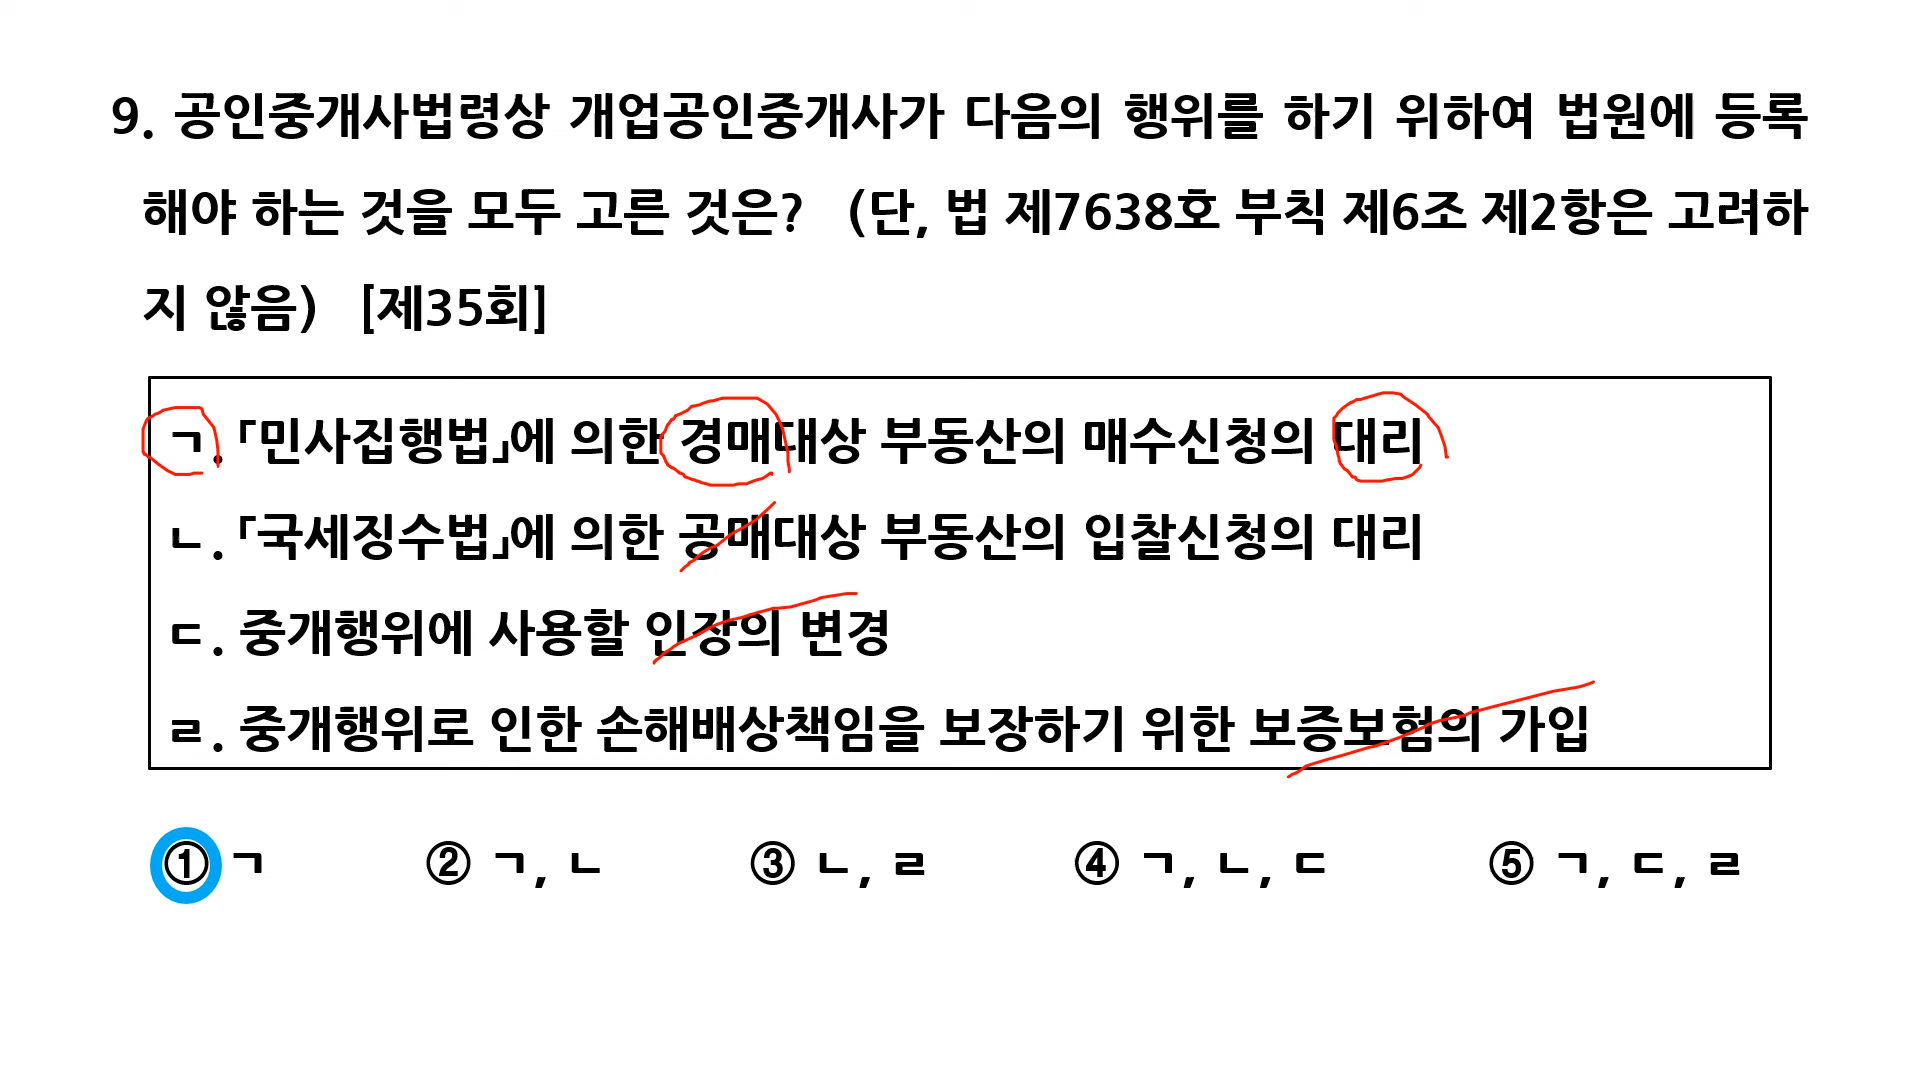 9. 공인중개사법령상 개업공인중개사가 다음의 행위를 하기 위하여 법원에 등록
해야 하는 것을 모두 고른 것은? (단, 법 제7638호 부칙 제6조 제2항은 고려하
지 않음) [제35회]
ㄱ. ｢민사집행법｣에 의한 경매대상 부동산의 매수신청의 대리
ㄴ. ｢국세징수법｣에 의한 공매대상 부동산의 입찰신청의 대리
ㄷ. 중개행위에 사용할 인장의 변경
ㄹ. 중개행위로 인한 손해배상책임을 보장하기 위한 보증보험의 가입
① ㄱ ② ㄱ, ㄴ ③ ㄴ, ㄹ ④ ㄱ, ㄴ, ㄷ ⑤ ㄱ, ㄷ, ㄹ